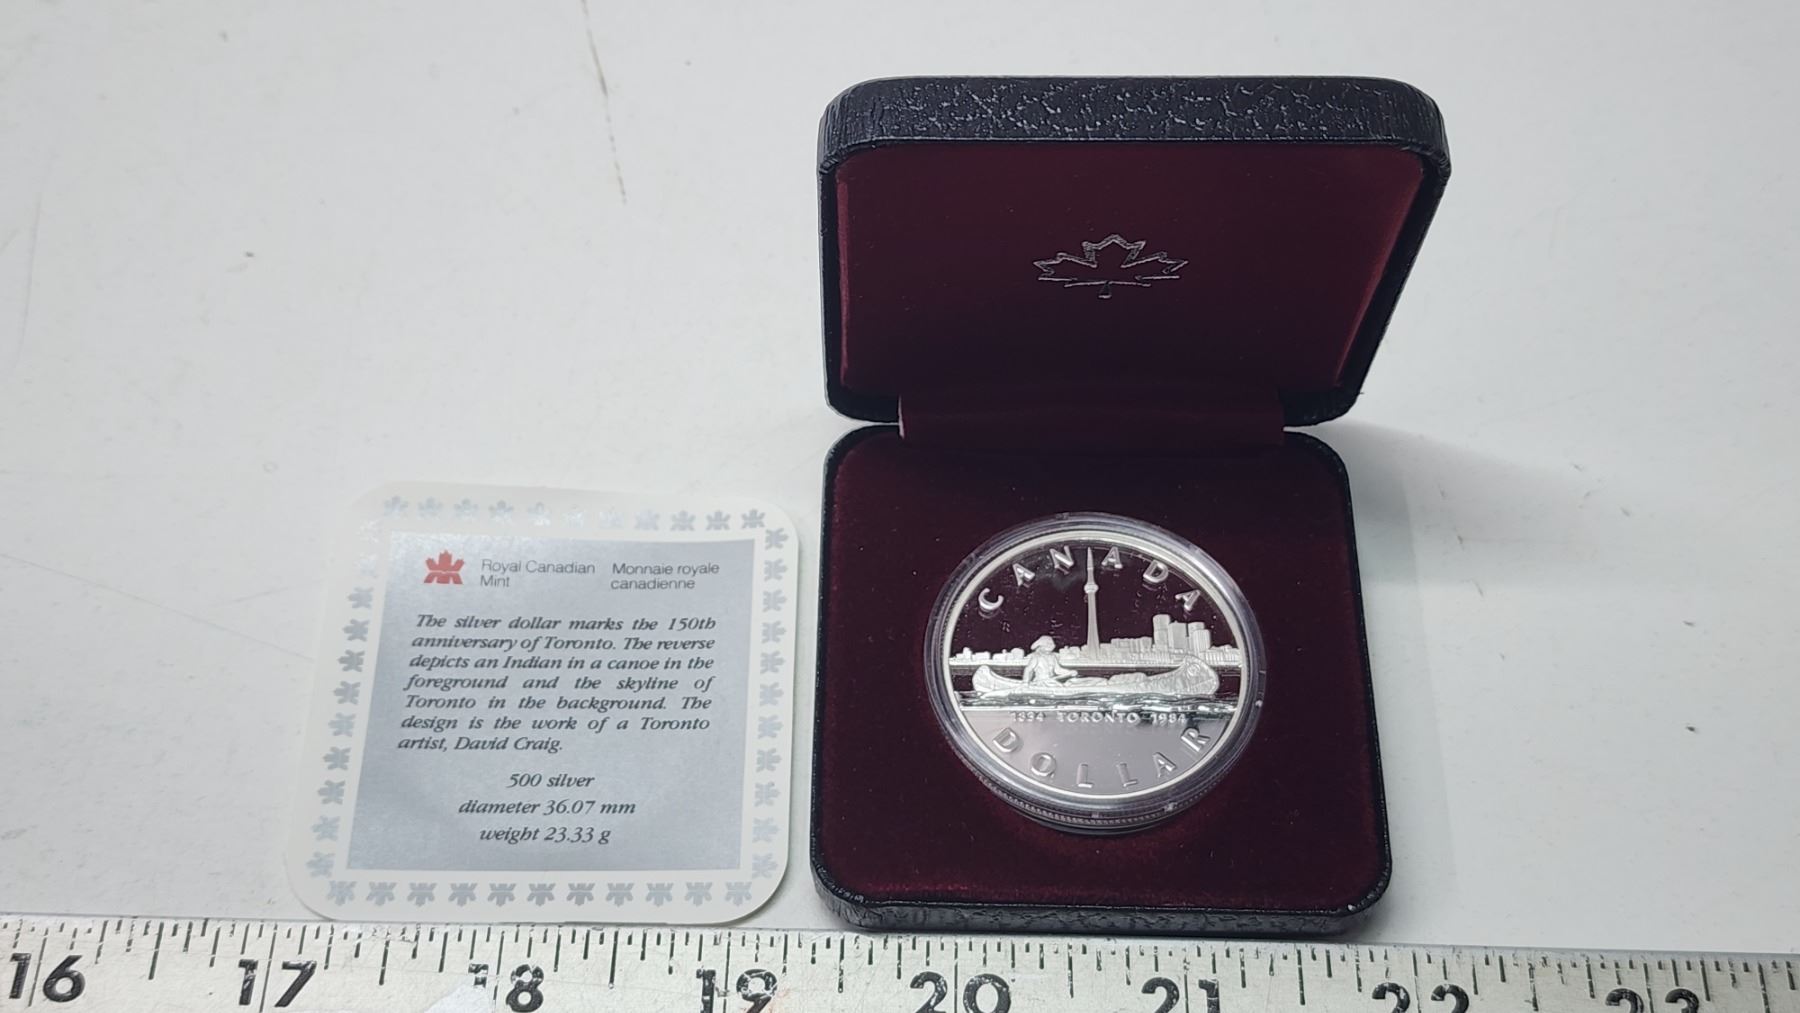 Royal Canadian Mint
Monnaie royale canadienne
The silver dollar marks the 150th
anniversary of Toronto. The reverse
depicts an Indian in a canoe in the
foreground and the skyline of
Toronto in the background. The
design is the work of a Toronto
artist, David Craig.
500 silver
diameter 36.07 mm
weight 23.33 g
CANADA
1834 TORONTO 1984
DOLLAR
16 17 18 19 20 21 22 23